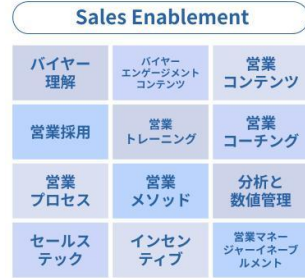 Sales Enablement
バイヤー
理解
バイヤー
エンゲージメント
コンテンツ
営業
コンテンツ
営業採用
営業
トレーニング
営業
コーチング
営業
プロセス
営業
メソッド
分析と
数値管理
セールス
テック
インセン
ティブ
営業マネー
ジャーイネーブ
ルメント